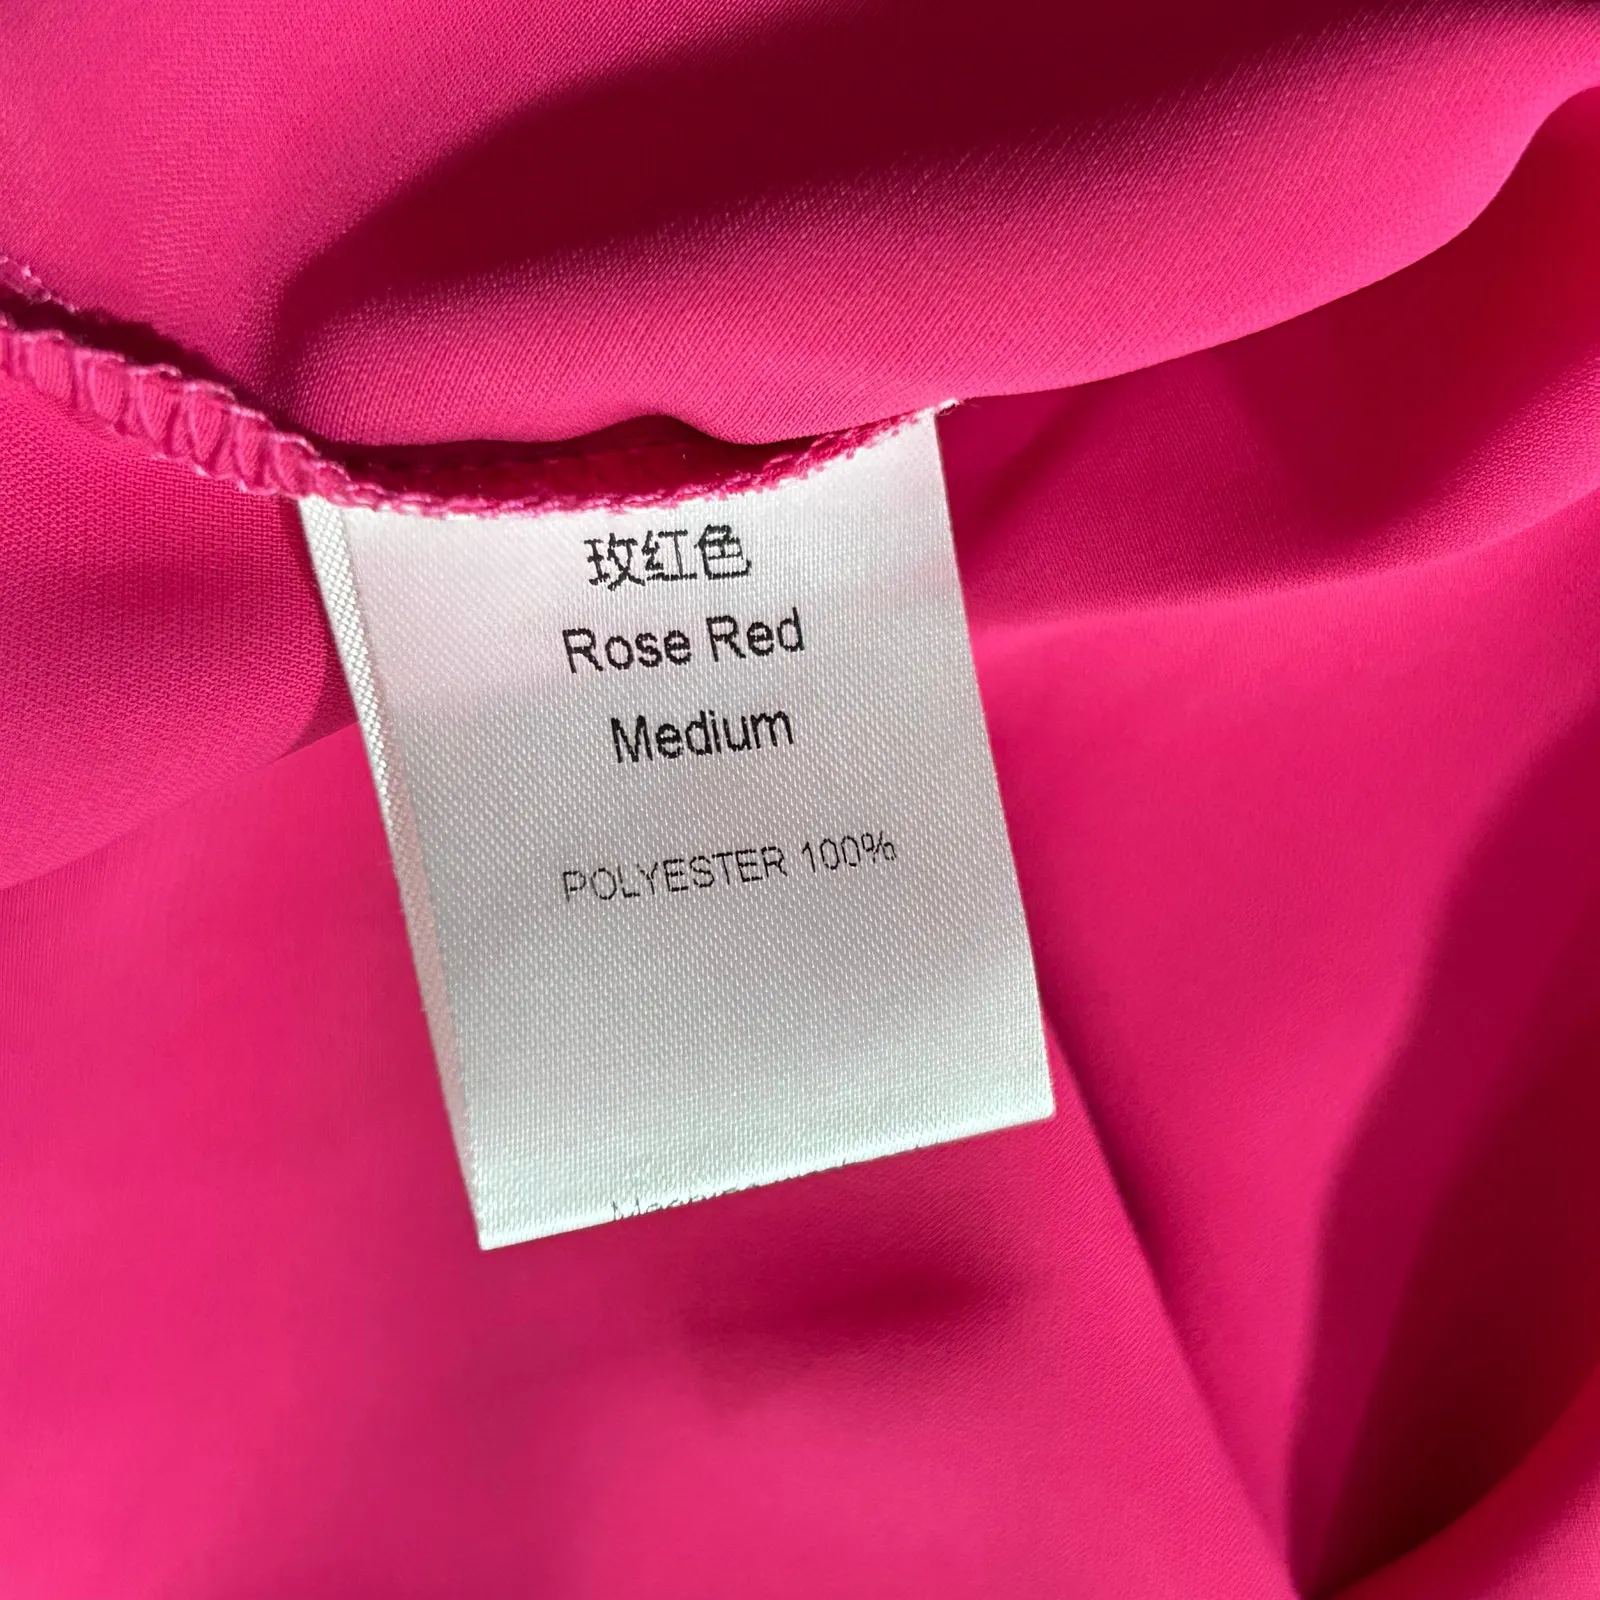 玫红色
Rose Red
Medium
POLYESTER 100%